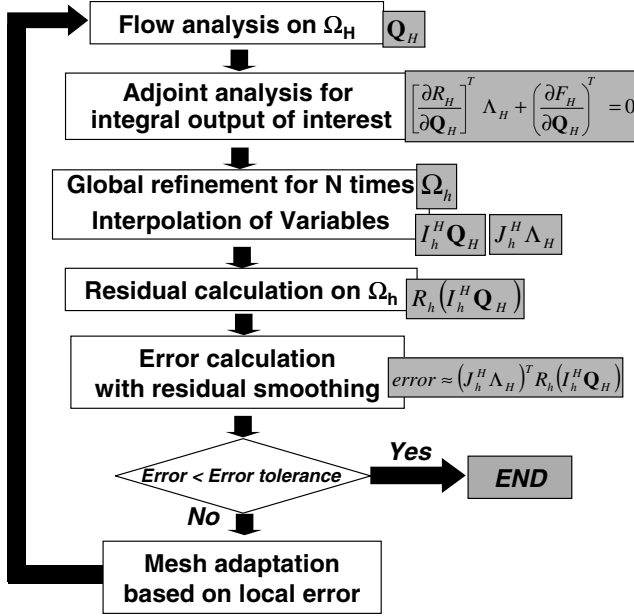 Flow analysis on Ω_H  𝐐_H
Adjoint analysis for
integral output of interest
[∂R_H/∂𝐐_H]^T Λ_H + (∂F_H/∂𝐐_H)^T = 0
Global refinement for N times  Ω_h
Interpolation of Variables  I_h^H 𝐐_H  J_h^H Λ_H
Residual calculation on Ω_h  R_h(I_h^H 𝐐_H)
Error calculation
with residual smoothing
error ≈ (J_h^H Λ_H)^T R_h(I_h^H 𝐐_H)
Error < Error tolerance
Yes
END
No
Mesh adaptation
based on local error